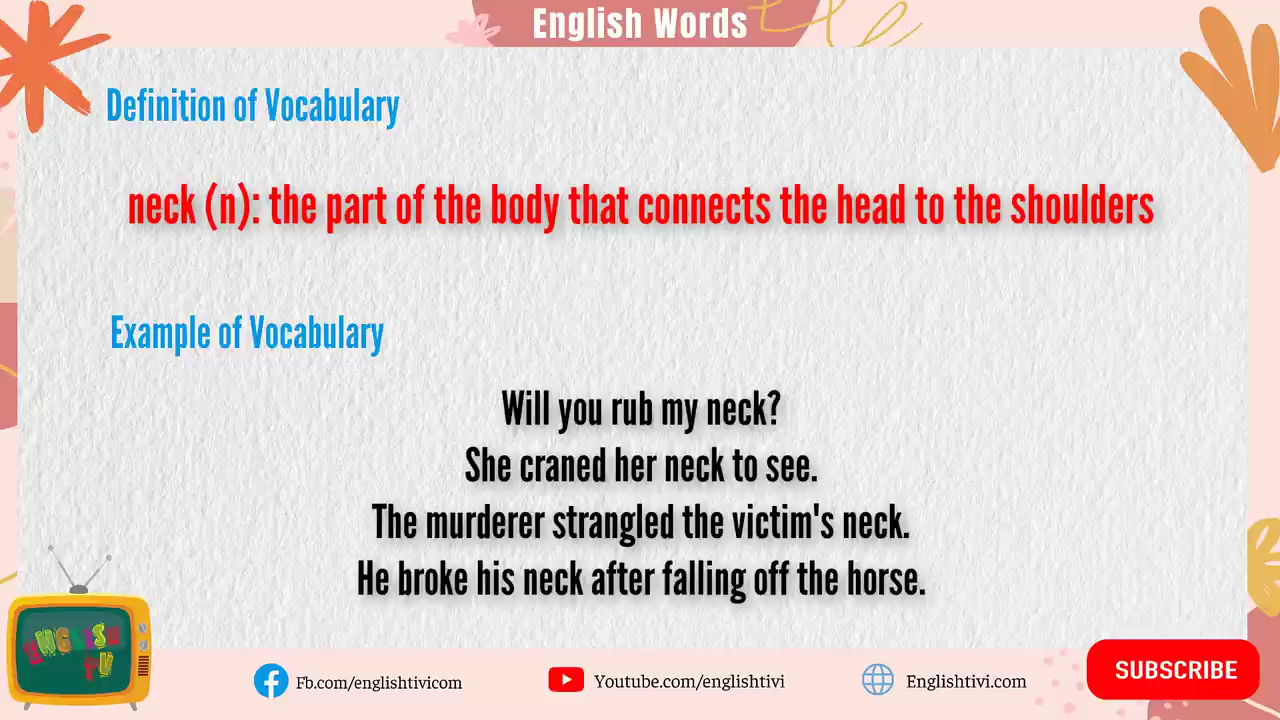 English Words
Definition of Vocabulary
neck (n): the part of the body that connects the head to the shoulders
Example of Vocabulary
Will you rub my neck?
She craned her neck to see.
The murderer strangled the victim's neck.
He broke his neck after falling off the horse.
ENGLISH
TV
Fb.com/englishtivicom
Youtube.com/englishtivi
Englishtivi.com
SUBSCRIBE